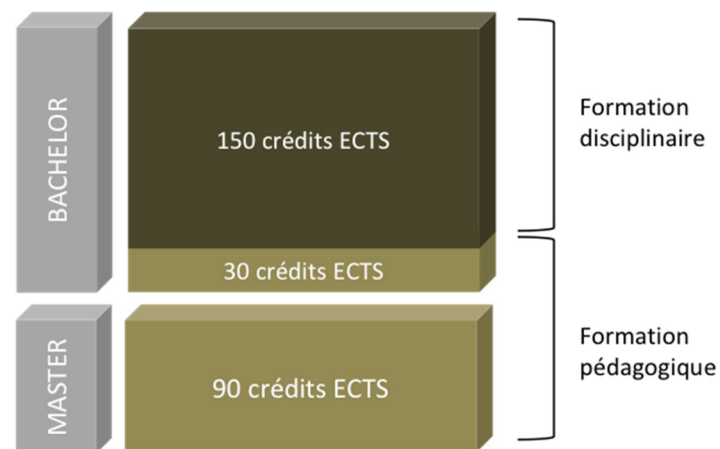 BACHELOR
150 crédits ECTS
30 crédits ECTS
Formation
disciplinaire
MASTER
90 crédits ECTS
Formation
pédagogique